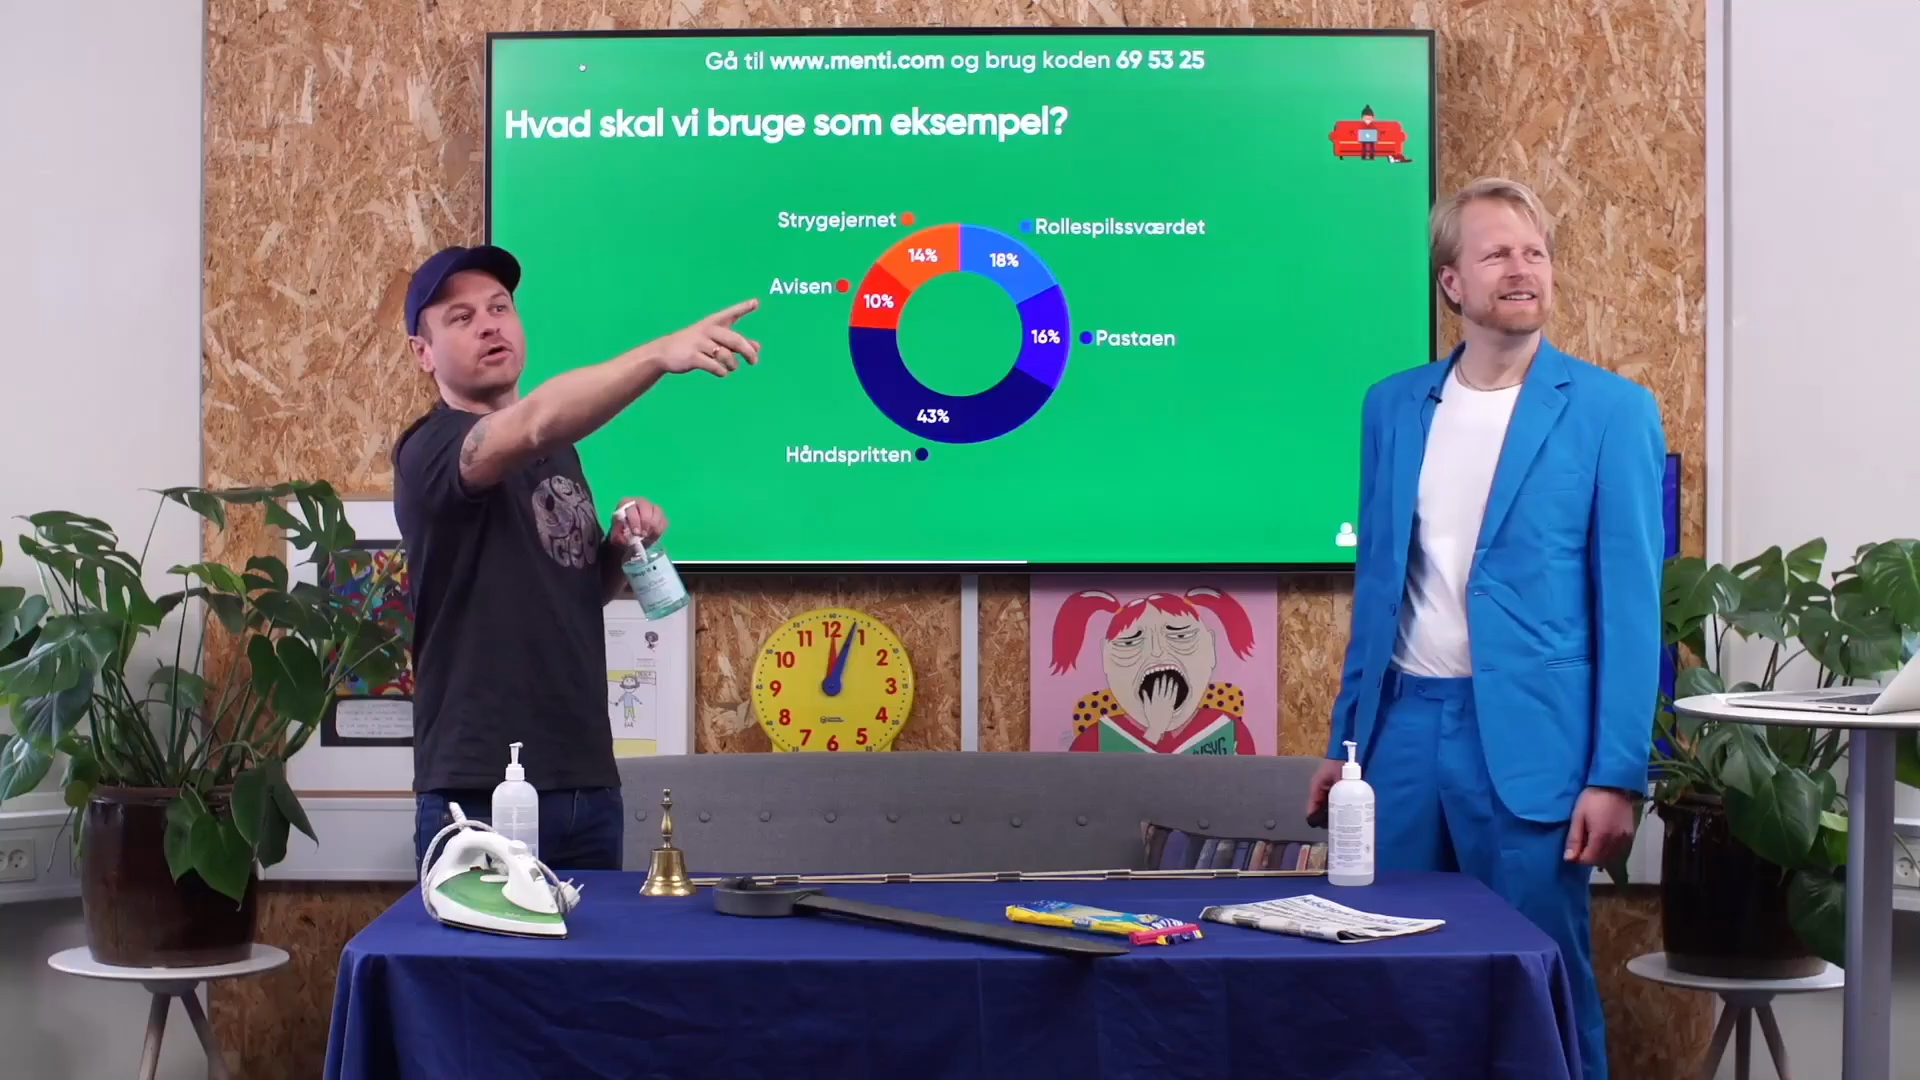 Gå til www.menti.com og brug koden 69 53 25
Hvad skal vi bruge som eksempel?
Strygejernet
Rollespilssværdet
14%
18%
Avisen
10%
16%
Pastaen
43%
Håndspritten
12
1
2
3
4
5
6
7
8
9
10
11